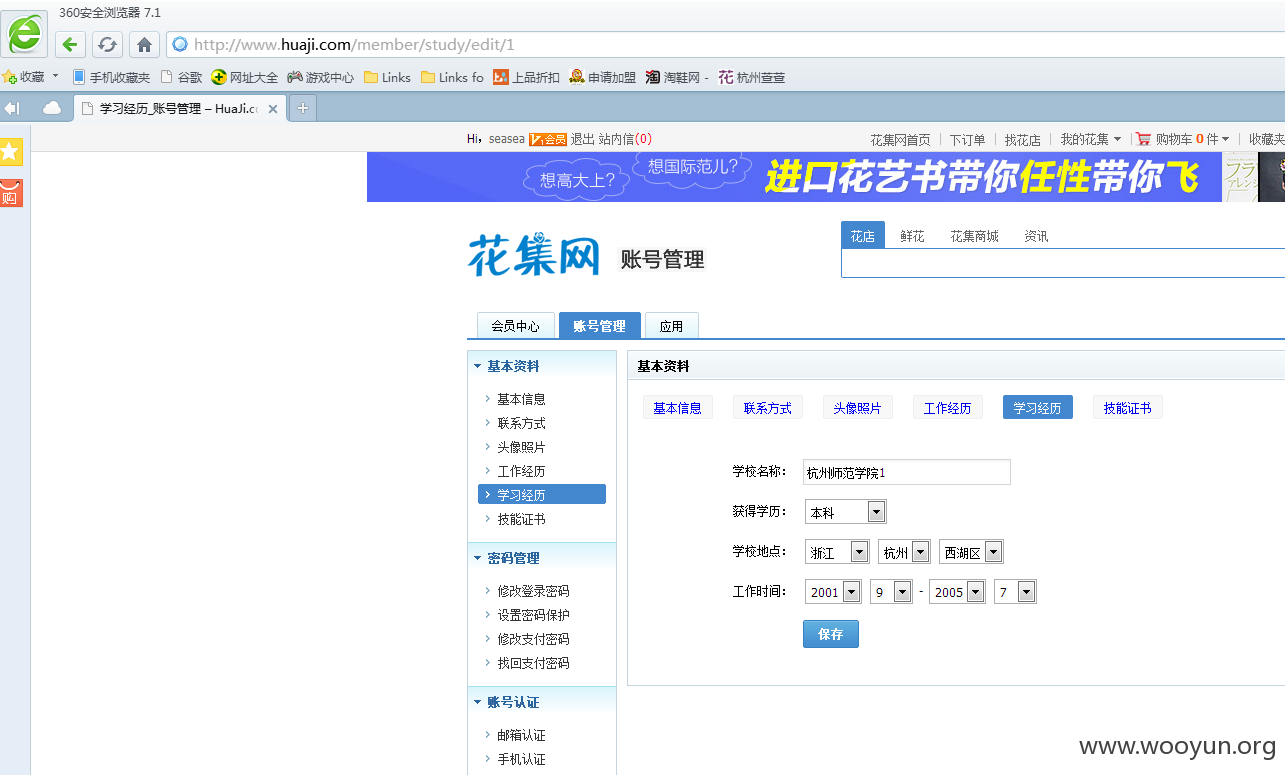 360安全浏览器 7.1
http://www.huaji.com/member/study/edit/1
收藏 手机收藏夹 谷歌 网址大全 游戏中心 Links Links fo 上品折扣 申请加盟 淘鞋网 - 杭州萱萱
学习经历_账号管理 – HuaJi.c
Hi，seasea 会员 退出 站内信(0) 花集网首页 下订单 找花店 我的花集 购物车 0 件 收藏夹
购
想高大上? 想国际范儿? 进口花艺书带你任性带你飞
花集网 账号管理
花店 鲜花 花集商城 资讯
会员中心 账号管理 应用
基本资料
基本信息
联系方式
头像照片
工作经历
学习经历
技能证书
密码管理
修改登录密码
设置密码保护
修改支付密码
找回支付密码
账号认证
邮箱认证
手机认证
基本资料
基本信息 联系方式 头像照片 工作经历 学习经历 技能证书
学校名称： 杭州师范学院1
获得学历： 本科
学校地点： 浙江 杭州 西湖区
工作时间： 2001 9 - 2005 7
保存
www.wooyun.org